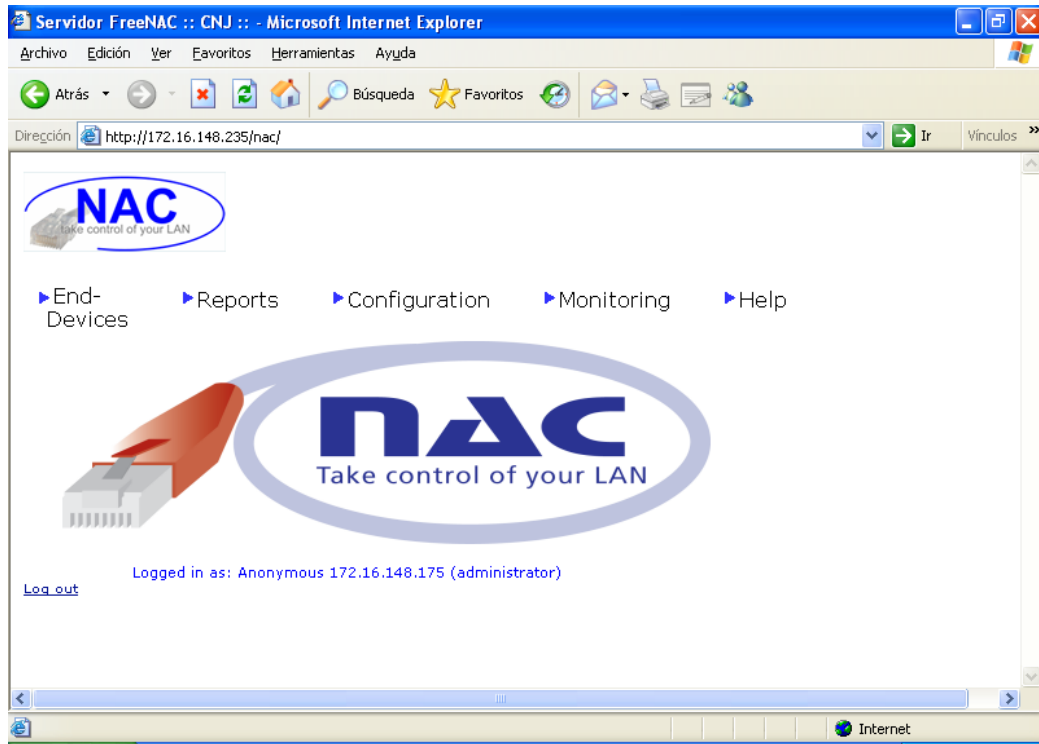 Servidor FreeNAC :: CNJ :: - Microsoft Internet Explorer
Archivo Edición Ver Favoritos Herramientas Ayuda
Atrás Búsqueda Favoritos
Dirección http://172.16.148.235/nac/ Ir Vínculos »
NAC
take control of your LAN
End-Devices Reports Configuration Monitoring Help
nac
Take control of your LAN
Logged in as: Anonymous 172.16.148.175 (administrator)
Log out
Internet